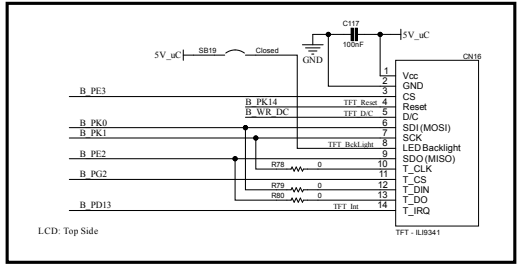 C117
5V_uC
100nF
5V_uC SB19 Closed
GND
CN16
1 Vcc
2 GND
B_PE3 3 CS
B_PK14 TFT_Reset 4 Reset
B_WR_DC TFT_D/C 5 D/C
B_PK0 6 SDI (MOSI)
B_PK1 7 SCK
TFT_BckLight 8 LED Backlight
B_PE2 9 SDO (MISO)
R78 0 10 T_CLK
B_PG2 11 T_CS
R79 0 12 T_DIN
R80 0 13 T_DO
B_PD13 TFT_Int 14 T_IRQ
LCD: Top Side
TFT - ILI9341